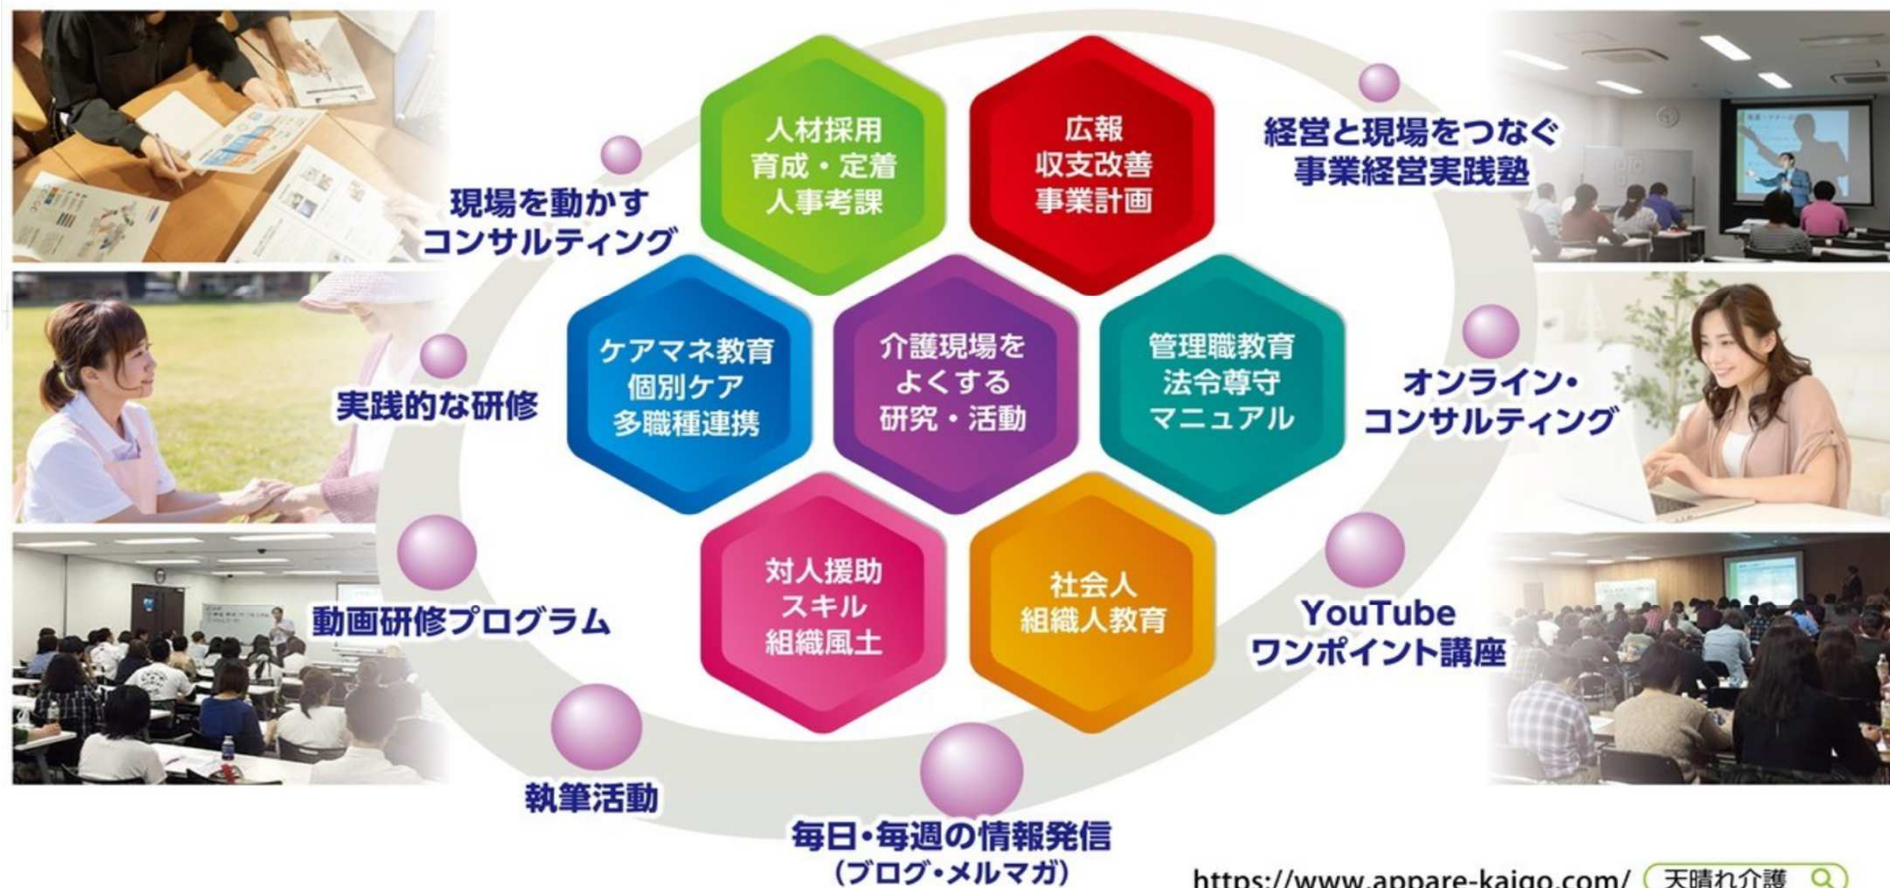 人材採用
育成・定着
人事考課
広報
収支改善
事業計画
経営と現場をつなぐ
事業経営実践塾
現場を動かす
コンサルティング
ケアマネ教育
個別ケア
多職種連携
介護現場を
よくする
研究・活動
管理職教育
法令尊守
マニュアル
オンライン・
コンサルティング
実践的な研修
対人援助
スキル
組織風土
社会人
組織人教育
動画研修プログラム
YouTube
ワンポイント講座
執筆活動
毎日・毎週の情報発信
(ブログ・メルマガ)
https://www.appare-kaigo.com/ 天晴れ介護